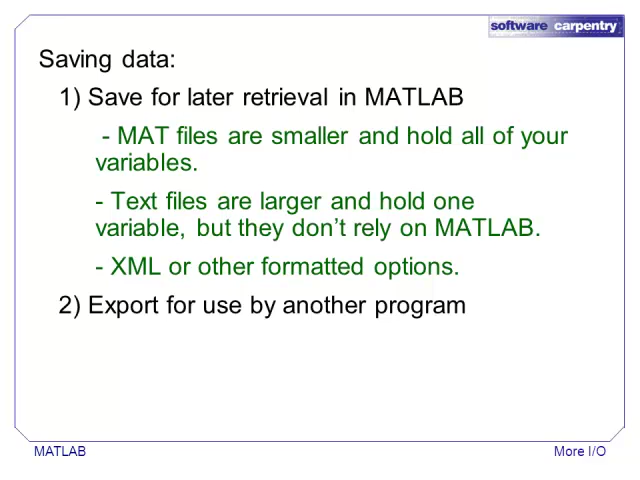 software carpentry
Saving data:
1) Save for later retrieval in MATLAB
- MAT files are smaller and hold all of your
variables.
- Text files are larger and hold one
variable, but they don’t rely on MATLAB.
- XML or other formatted options.
2) Export for use by another program
MATLAB
More I/O